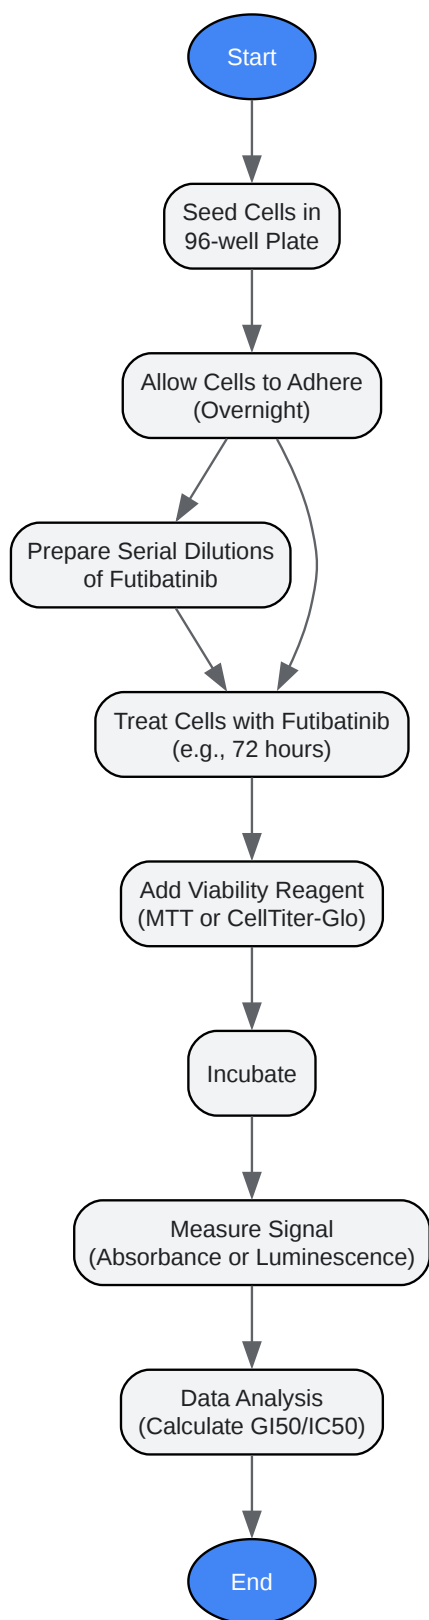 Start
Seed Cells in
96-well Plate
Allow Cells to Adhere
(Overnight)
Prepare Serial Dilutions
of Futibatinib
Treat Cells with Futibatinib
(e.g., 72 hours)
Add Viability Reagent
(MTT or CellTiter-Glo)
Incubate
Measure Signal
(Absorbance or Luminescence)
Data Analysis
(Calculate GI50/IC50)
End